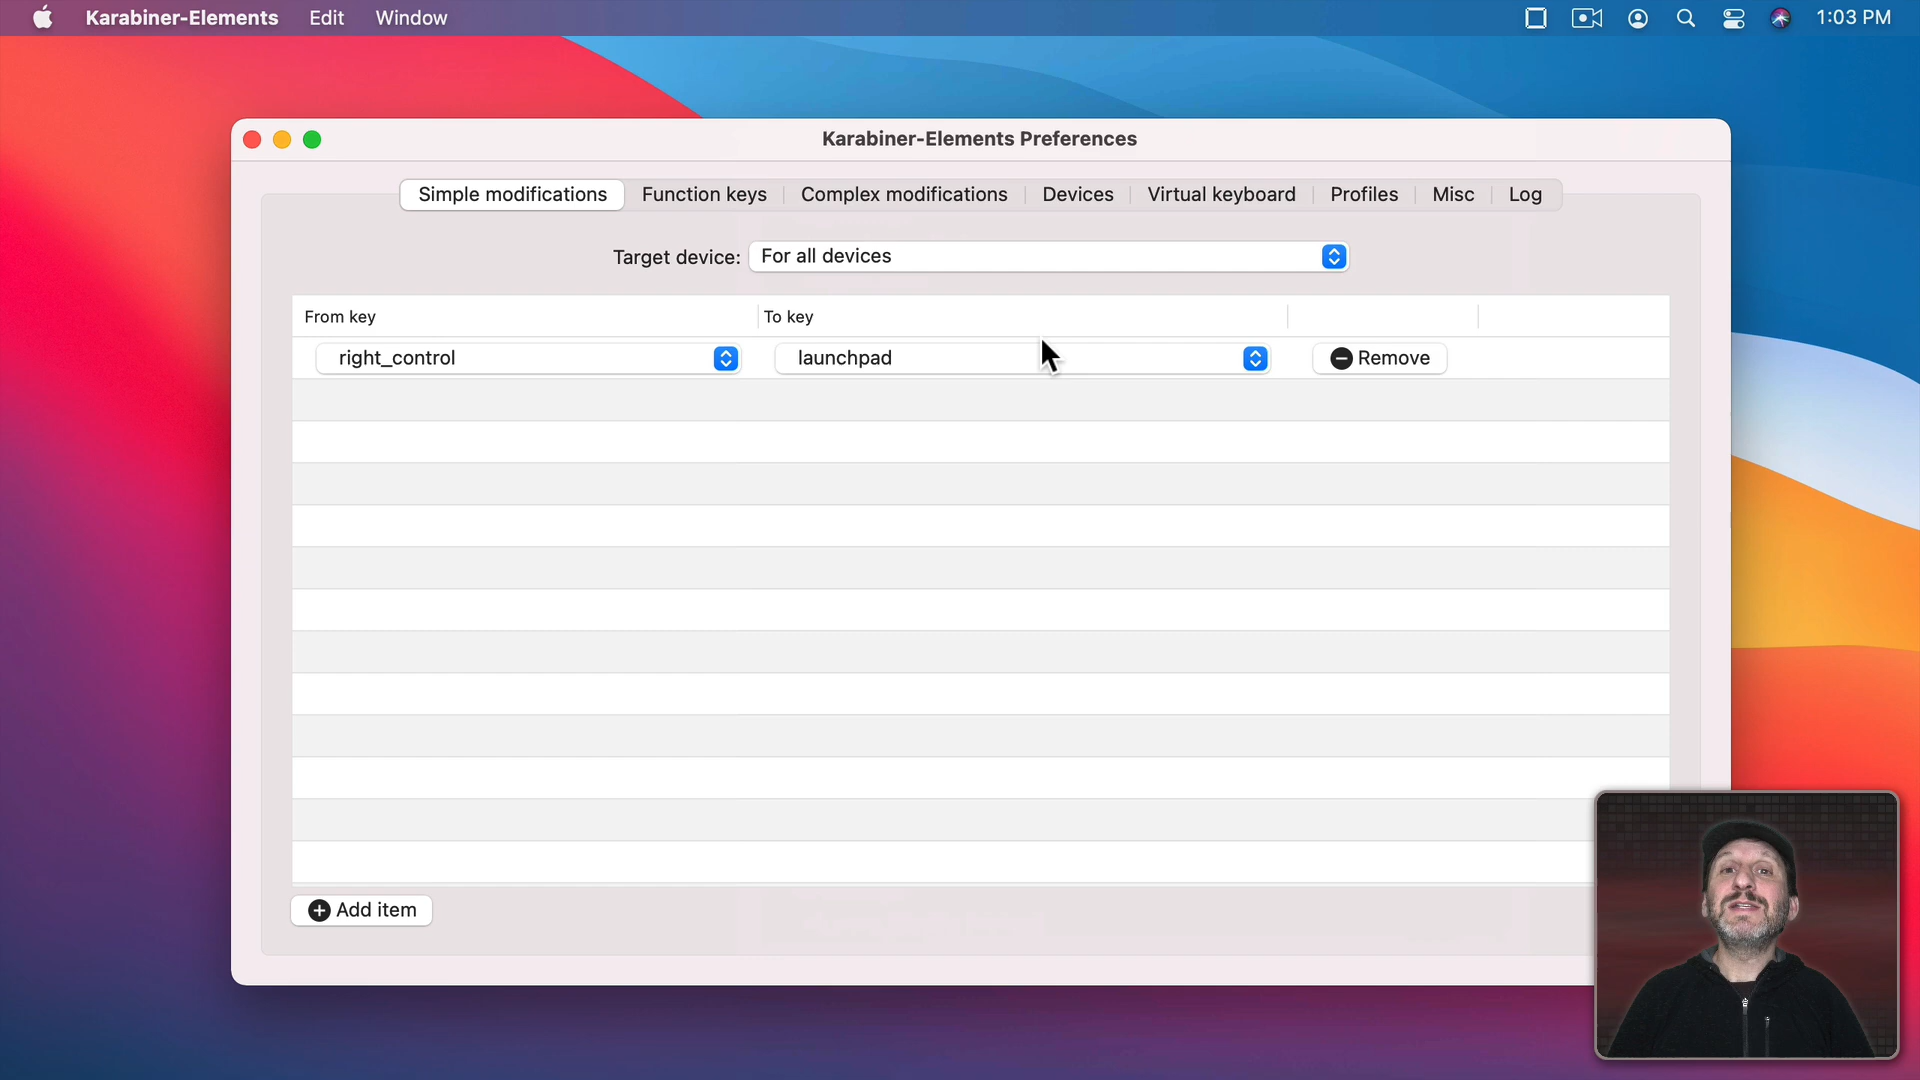 Karabiner-Elements Edit Window 1:03 PM
Karabiner-Elements Preferences
Simple modifications Function keys Complex modifications Devices Virtual keyboard Profiles Misc Log
Target device: For all devices
From key To key
right_control launchpad Remove
Add item